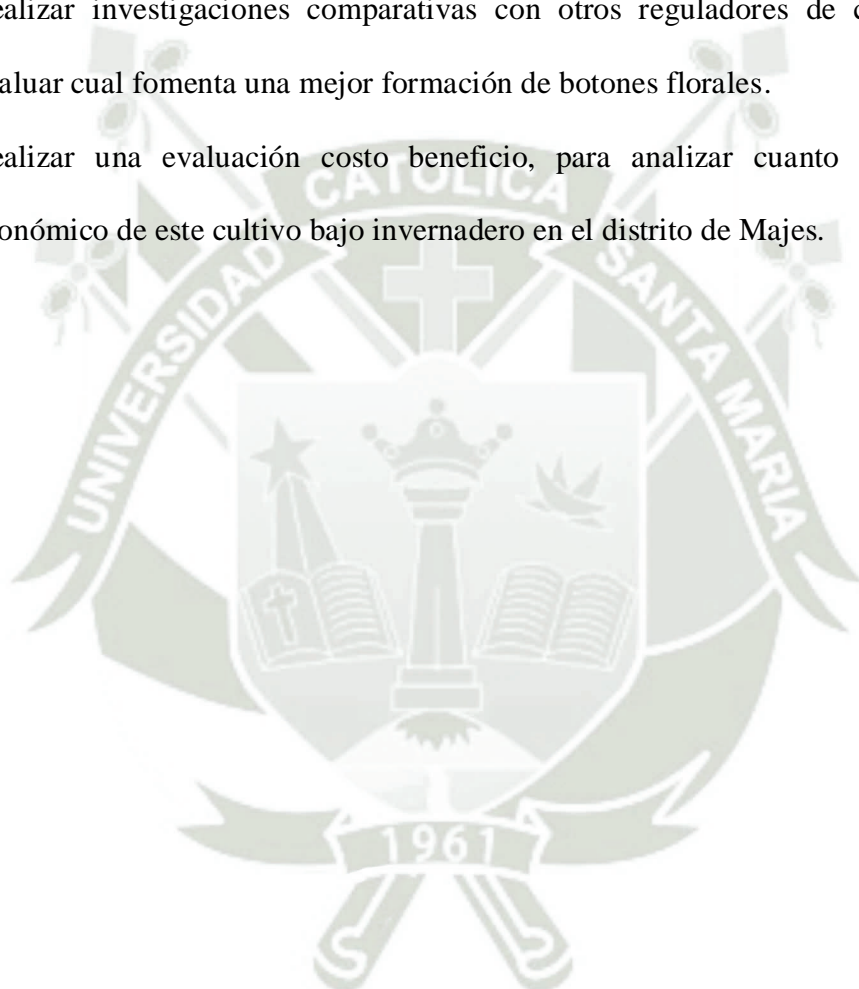 ealizar investigaciones comparativas con otros reguladores de c
aluar cual fomenta una mejor formación de botones florales.
ealizar una evaluación costo beneficio, para analizar cuanto
onómico de este cultivo bajo invernadero en el distrito de Majes.
UNIVERSIDAD CATOLICA SANTA MARIA
1961